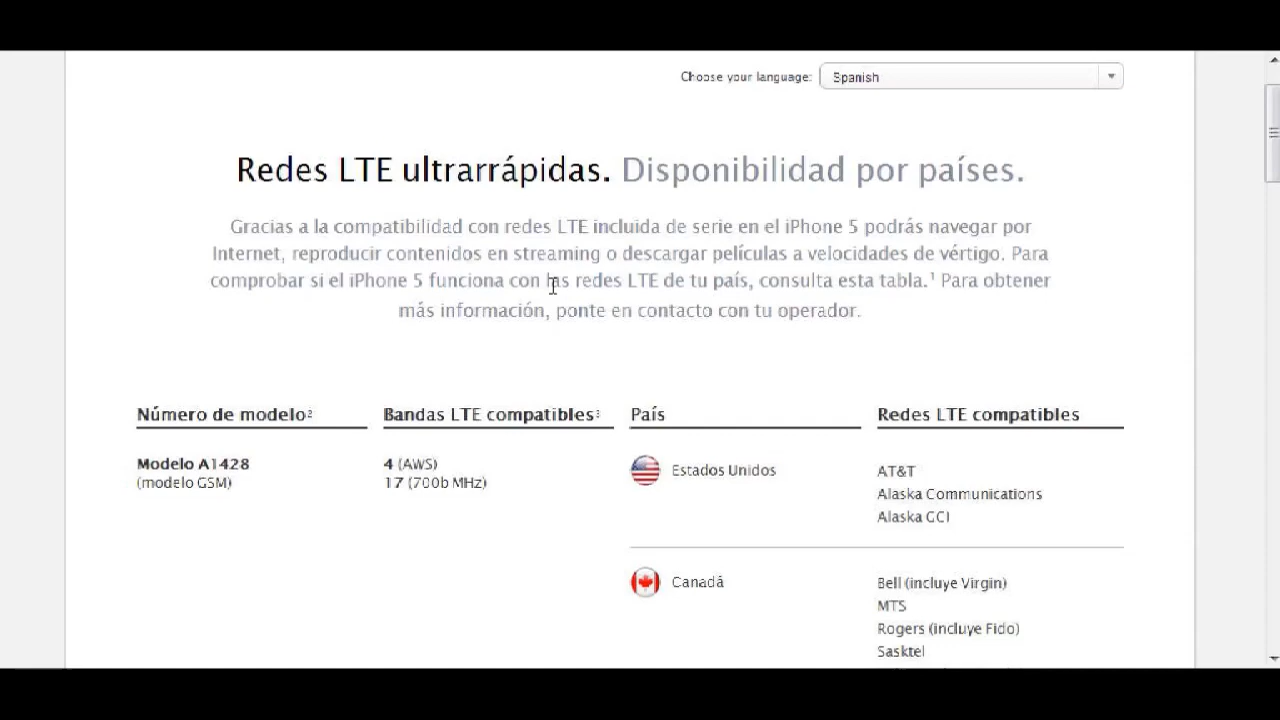 Choose your language: Spanish
Redes LTE ultrarrápidas. Disponibilidad por países.
Gracias a la compatibilidad con redes LTE incluida de serie en el iPhone 5 podrás navegar por
Internet, reproducir contenidos en streaming o descargar películas a velocidades de vértigo. Para
comprobar si el iPhone 5 funciona con las redes LTE de tu país, consulta esta tabla.¹ Para obtener
más información, ponte en contacto con tu operador.
Número de modelo² Bandas LTE compatibles³ País Redes LTE compatibles
Modelo A1428
(modelo GSM)
4 (AWS)
17 (700b MHz)
Estados Unidos
AT&T
Alaska Communications
Alaska GCI
Canadá
Bell (incluye Virgin)
MTS
Rogers (incluye Fido)
Sasktel